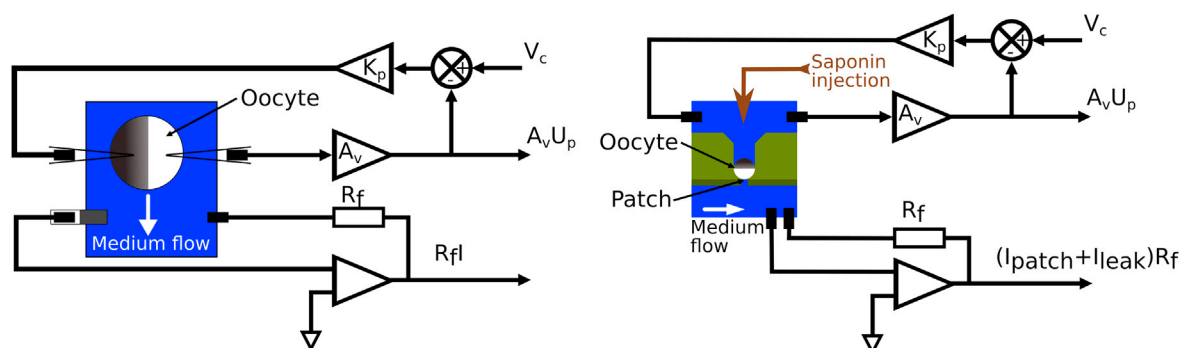 Oocyte
Kp
+
-
Vc
Av
AvUp
Rf
Medium flow
RfI
Saponin
injection
Kp
+
-
Vc
Av
AvUp
Oocyte
Patch
Medium
flow
Rf
(Ipatch+Ileak)Rf